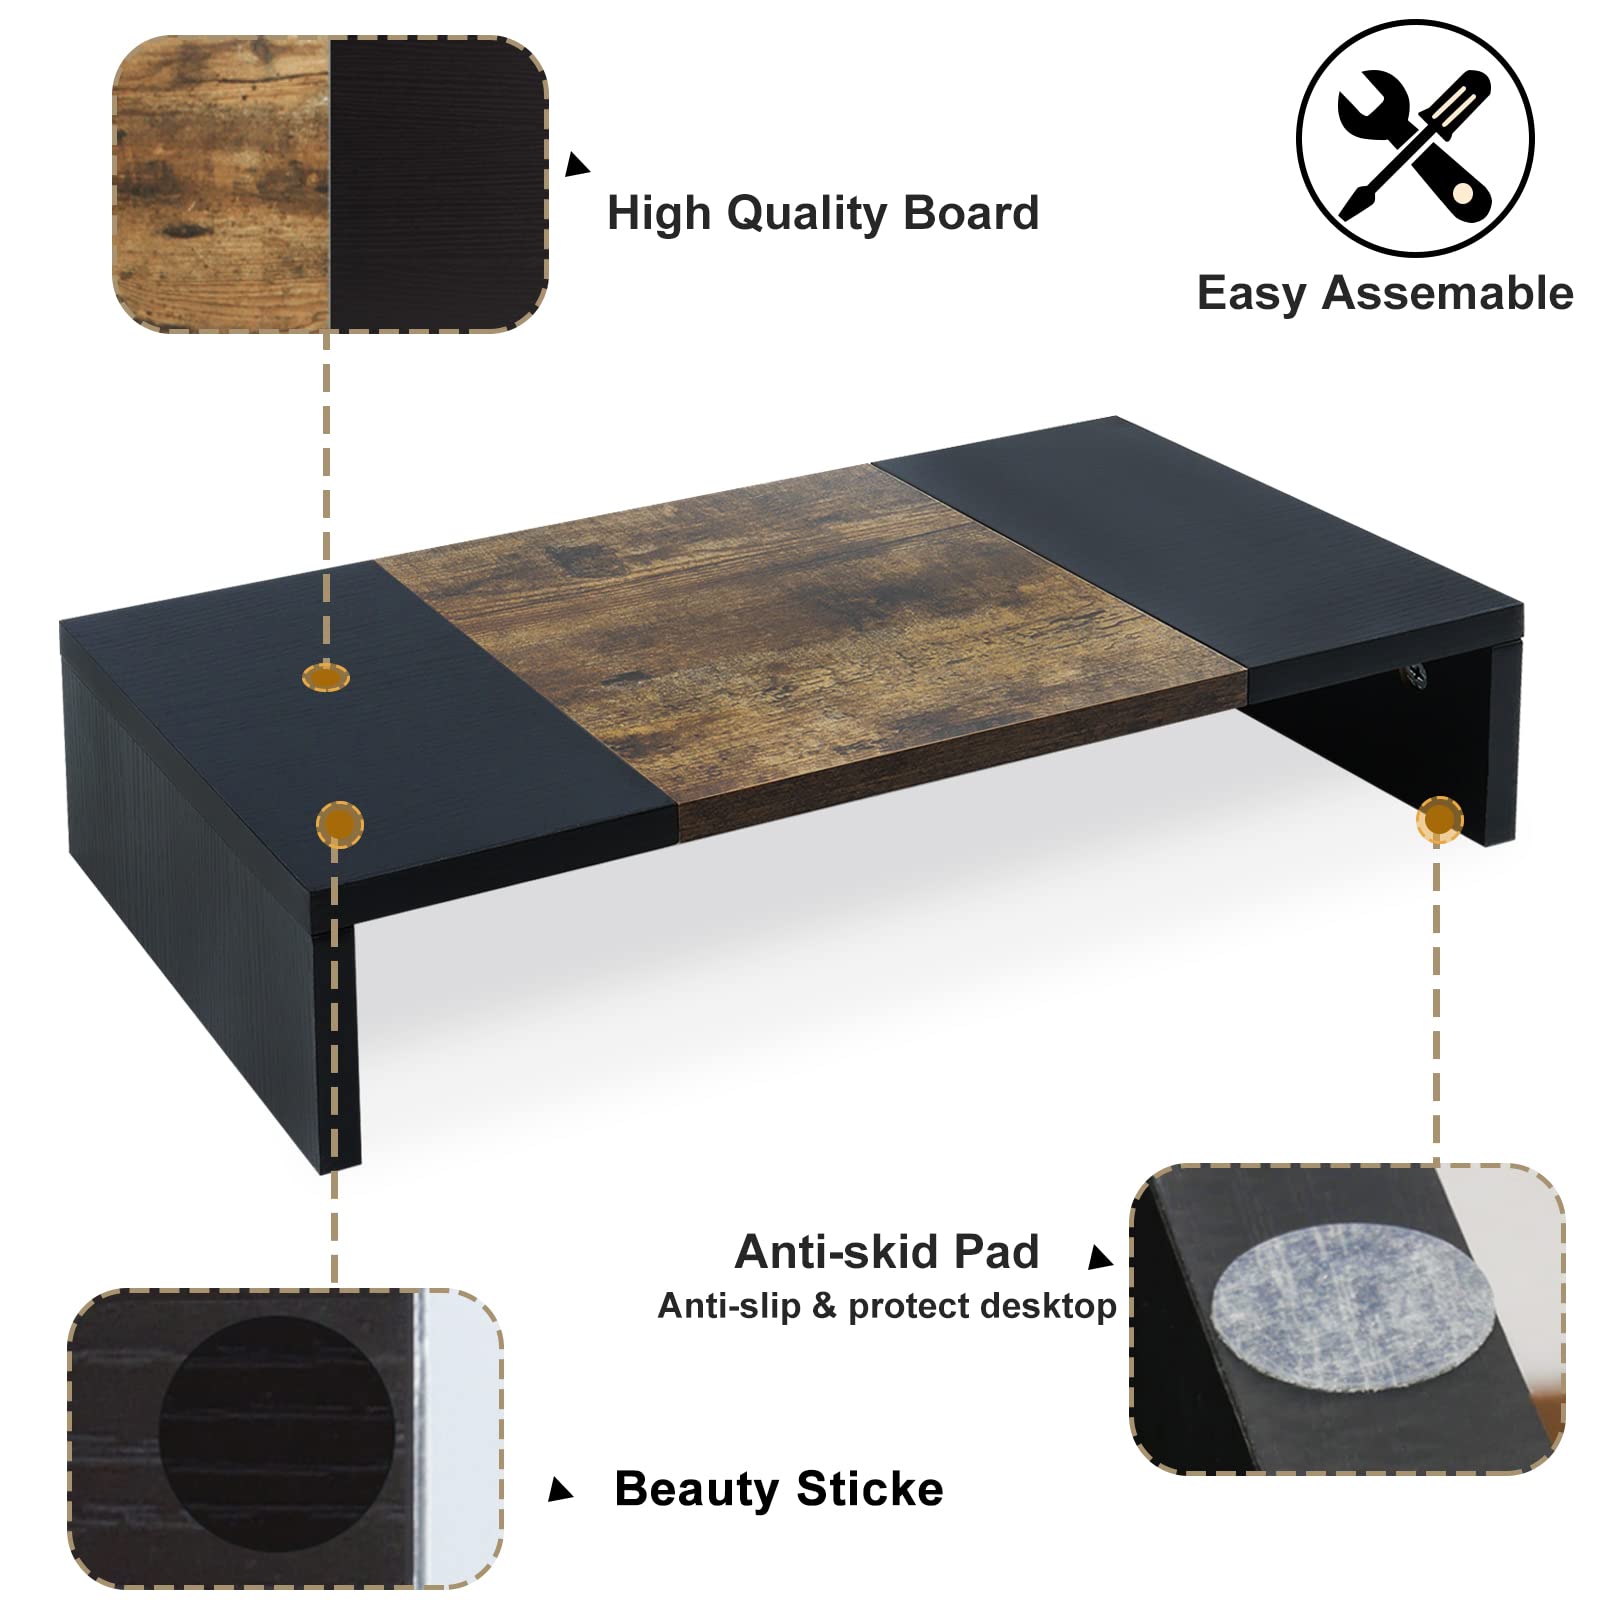 High Quality Board
Easy Assemable
Anti-skid Pad
Anti-slip & protect desktop
Beauty Sticke